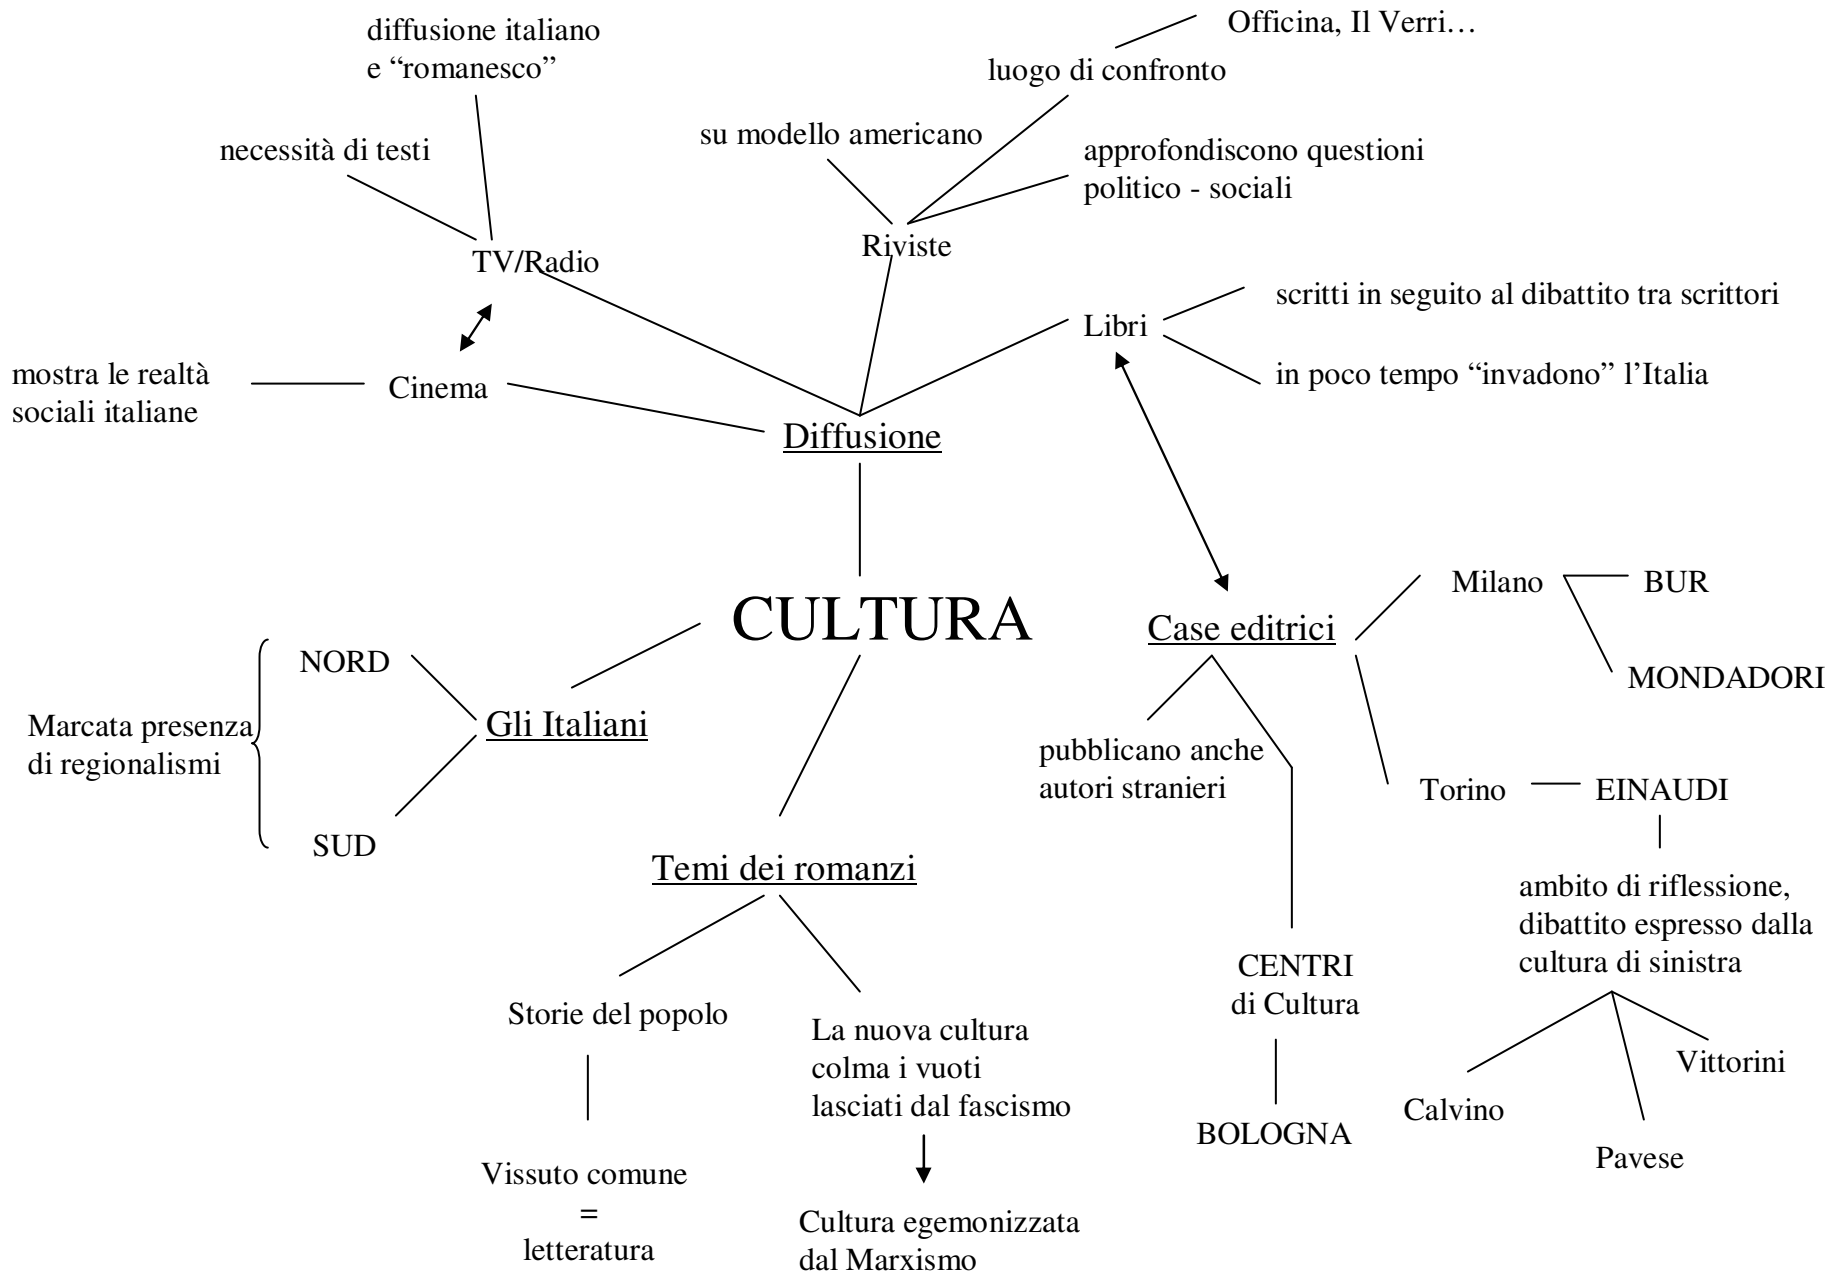 Officina, Il Verri…
diffusione italiano
e “romanesco”
luogo di confronto
su modello americano
necessità di testi
approfondiscono questioni
politico - sociali
Riviste
TV/Radio
scritti in seguito al dibattito tra scrittori
Libri
mostra le realtà
sociali italiane
Cinema
in poco tempo “invadono” l’Italia
Diffusione
CULTURA
Milano
BUR
Case editrici
NORD
MONDADORI
Gli Italiani
Marcata presenza
di regionalismi
pubblicano anche
autori stranieri
Torino
EINAUDI
SUD
Temi dei romanzi
ambito di riflessione,
dibattito espresso dalla
cultura di sinistra
CENTRI
di Cultura
Storie del popolo
La nuova cultura
colma i vuoti
lasciati dal fascismo
Vittorini
Calvino
BOLOGNA
Pavese
Vissuto comune
=
letteratura
Cultura egemonizzata
dal Marxismo